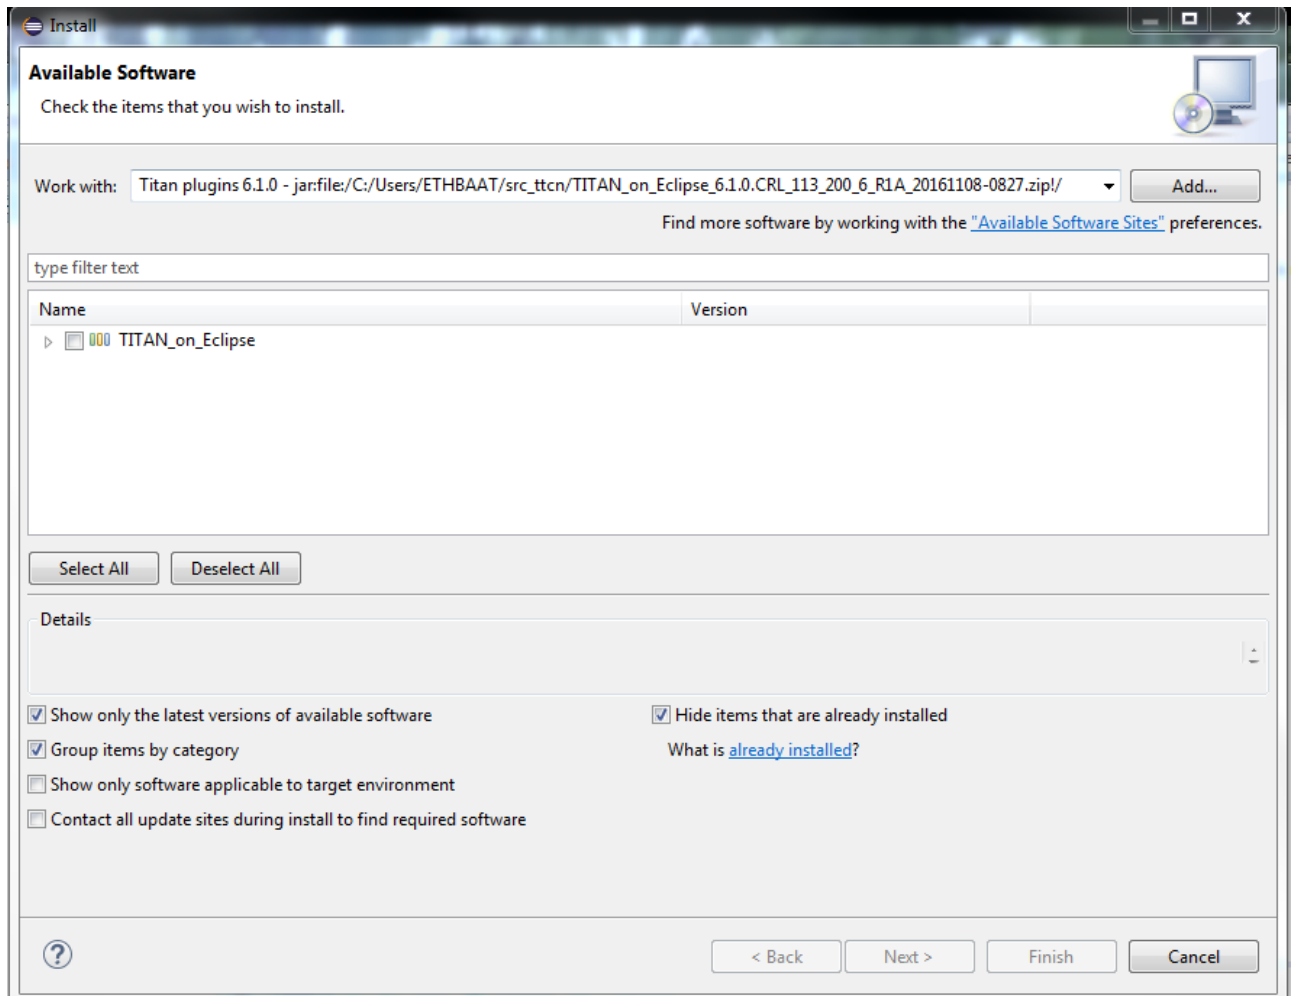 Install
Available Software
Check the items that you wish to install.
Work with: Titan plugins 6.1.0 - jar:file:/C:/Users/ETHBAAT/src_ttcn/TITAN_on_Eclipse_6.1.0.CRL_113_200_6_R1A_20161108-0827.zip!/ Add...
Find more software by working with the "Available Software Sites" preferences.
type filter text
Name Version
TITAN_on_Eclipse
Select All Deselect All
Details
Show only the latest versions of available software Hide items that are already installed
Group items by category What is already installed?
Show only software applicable to target environment
Contact all update sites during install to find required software
? < Back Next > Finish Cancel